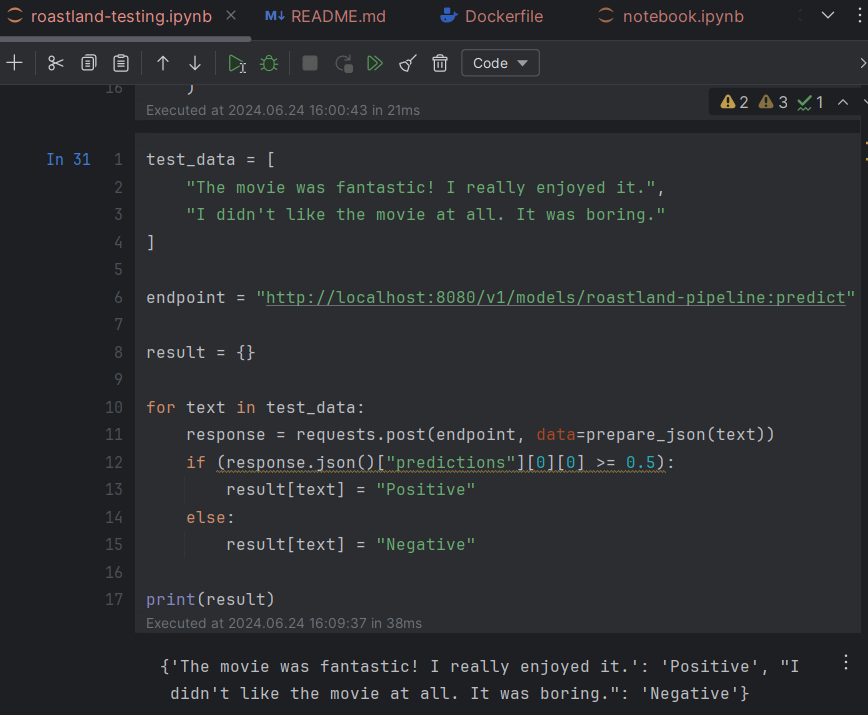 roastland-testing.ipynb
M↓ README.md
Dockerfile
notebook.ipynb
Code
16 )
Executed at 2024.06.24 16:00:43 in 21ms
2 3 1
In 31
1 test_data = [
2 "The movie was fantastic! I really enjoyed it.",
3 "I didn't like the movie at all. It was boring."
4 ]
5
6 endpoint = "http://localhost:8080/v1/models/roastland-pipeline:predict"
7
8 result = {}
9
10 for text in test_data:
11 response = requests.post(endpoint, data=prepare_json(text))
12 if (response.json()["predictions"][0][0] >= 0.5):
13 result[text] = "Positive"
14 else:
15 result[text] = "Negative"
16
17 print(result)
Executed at 2024.06.24 16:09:37 in 38ms
{'The movie was fantastic! I really enjoyed it.': 'Positive', "I
didn't like the movie at all. It was boring.": 'Negative'}